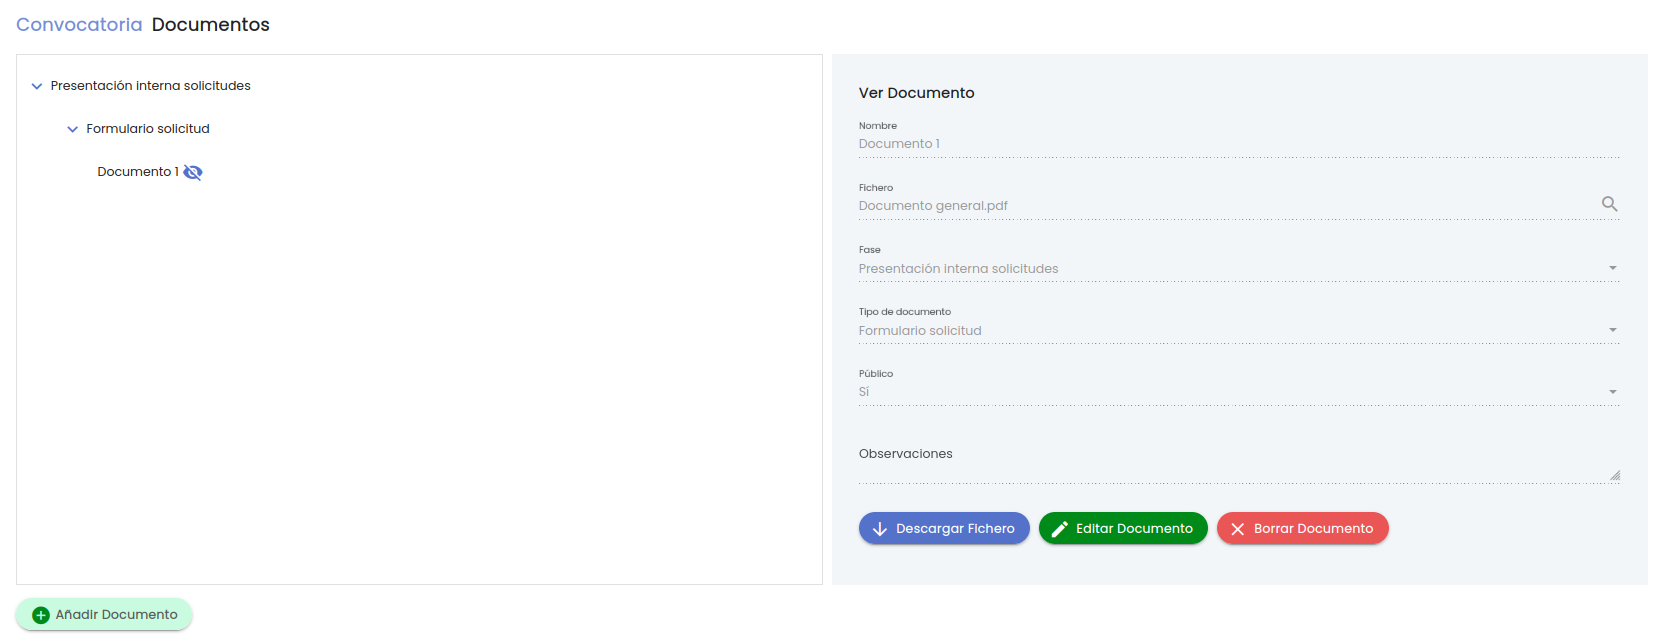 Convocatoria Documentos
Presentación interna solicitudes
Formulario solicitud
Documento 1
Ver Documento
Nombre
Documento 1
Fichero
Documento general.pdf
Fase
Presentación interna solicitudes
Tipo de documento
Formulario solicitud
Público
Sí
Observaciones
Descargar Fichero Editar Documento Borrar Documento
Añadir Documento